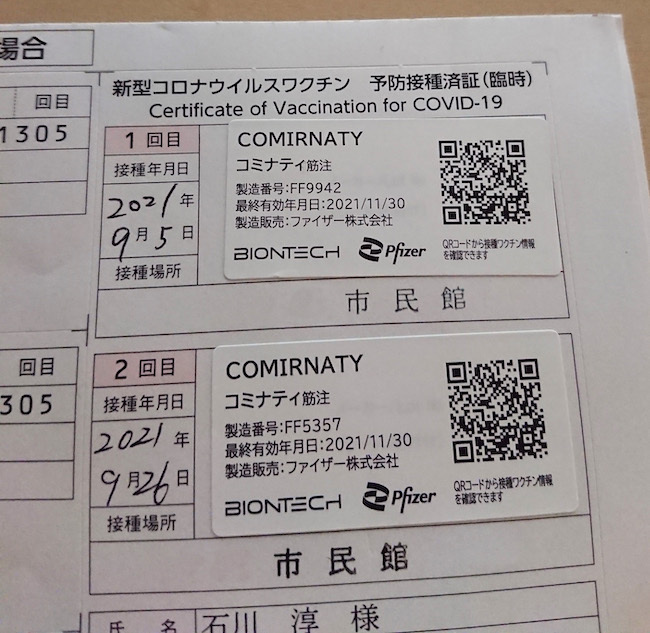 場合
新型コロナウイルスワクチン 予防接種済証(臨時)
Certificate of Vaccination for COVID-19
回目
1305
1 回目
接種年月日
2021年
9月5日
接種場所
COMIRNATY
コミナティ筋注
製造番号:FF9942
最終有効年月日:2021/11/30
製造販売:ファイザー株式会社
BIONTECH Pfizer
QRコードから接種ワクチン情報
を確認できます
市民館
回目
305
2 回目
接種年月日
2021年
9月26日
接種場所
COMIRNATY
コミナティ筋注
製造番号:FF5357
最終有効年月日:2021/11/30
製造販売:ファイザー株式会社
BIONTECH Pfizer
QRコードから接種ワクチン情報
を確認できます
市民館
氏 名 石川 淳 様